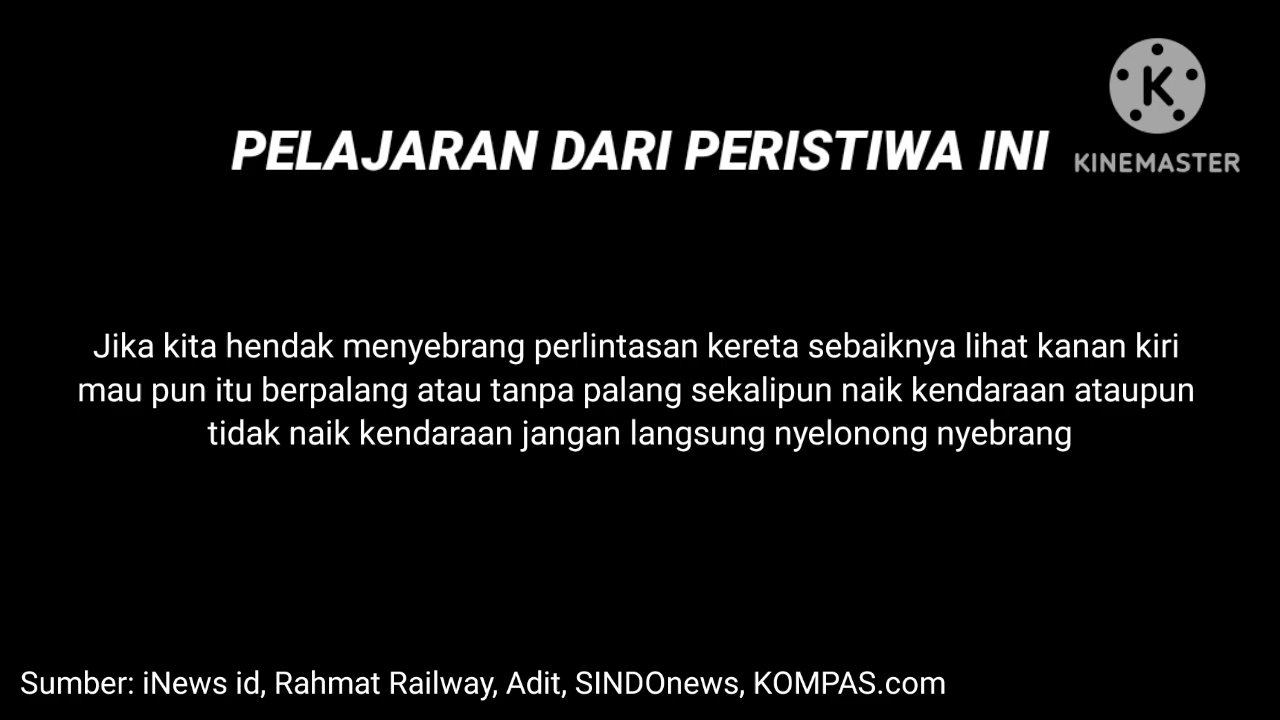 PELAJARAN DARI PERISTIWA INI
K
KINEMASTER
Jika kita hendak menyebrang perlintasan kereta sebaiknya lihat kanan kiri
mau pun itu berpalang atau tanpa palang sekalipun naik kendaraan ataupun
tidak naik kendaraan jangan langsung nyelonong nyebrang
Sumber: iNews id, Rahmat Railway, Adit, SINDOnews, KOMPAS.com